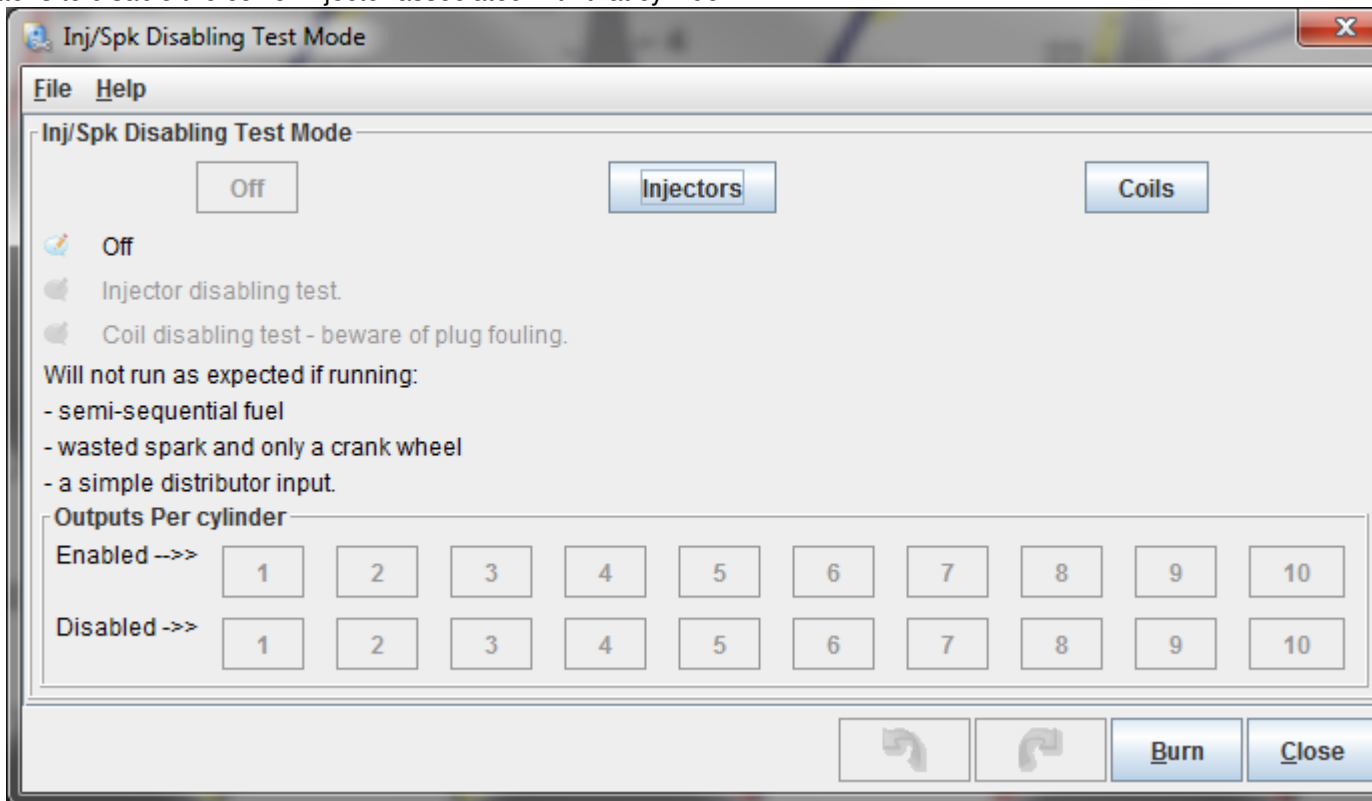 Inj/Spk Disabling Test Mode
File Help
Inj/Spk Disabling Test Mode
Off Injectors Coils
Off
Injector disabling test.
Coil disabling test - beware of plug fouling.
Will not run as expected if running:
- semi-sequential fuel
- wasted spark and only a crank wheel
- a simple distributor input.
Outputs Per cylinder
Enabled -->> 1 2 3 4 5 6 7 8 9 10
Disabled ->> 1 2 3 4 5 6 7 8 9 10
Burn Close